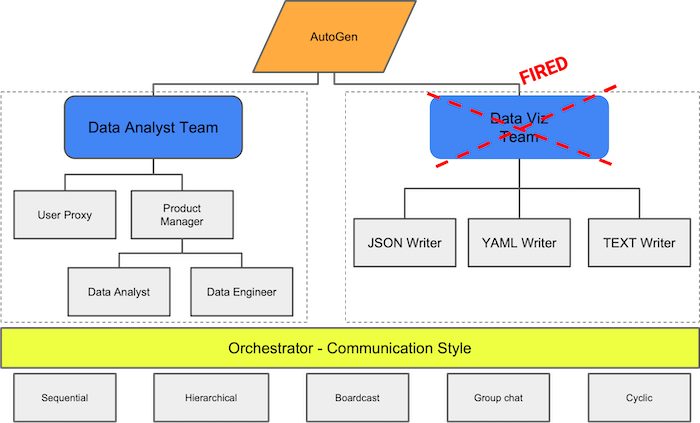 AutoGen
FIRED
Data Analyst Team
Data Viz
Team
User Proxy
Product
Manager
JSON Writer
YAML Writer
TEXT Writer
Data Analyst
Data Engineer
Orchestrator - Communication Style
Sequential
Hierarchical
Boardcast
Group chat
Cyclic